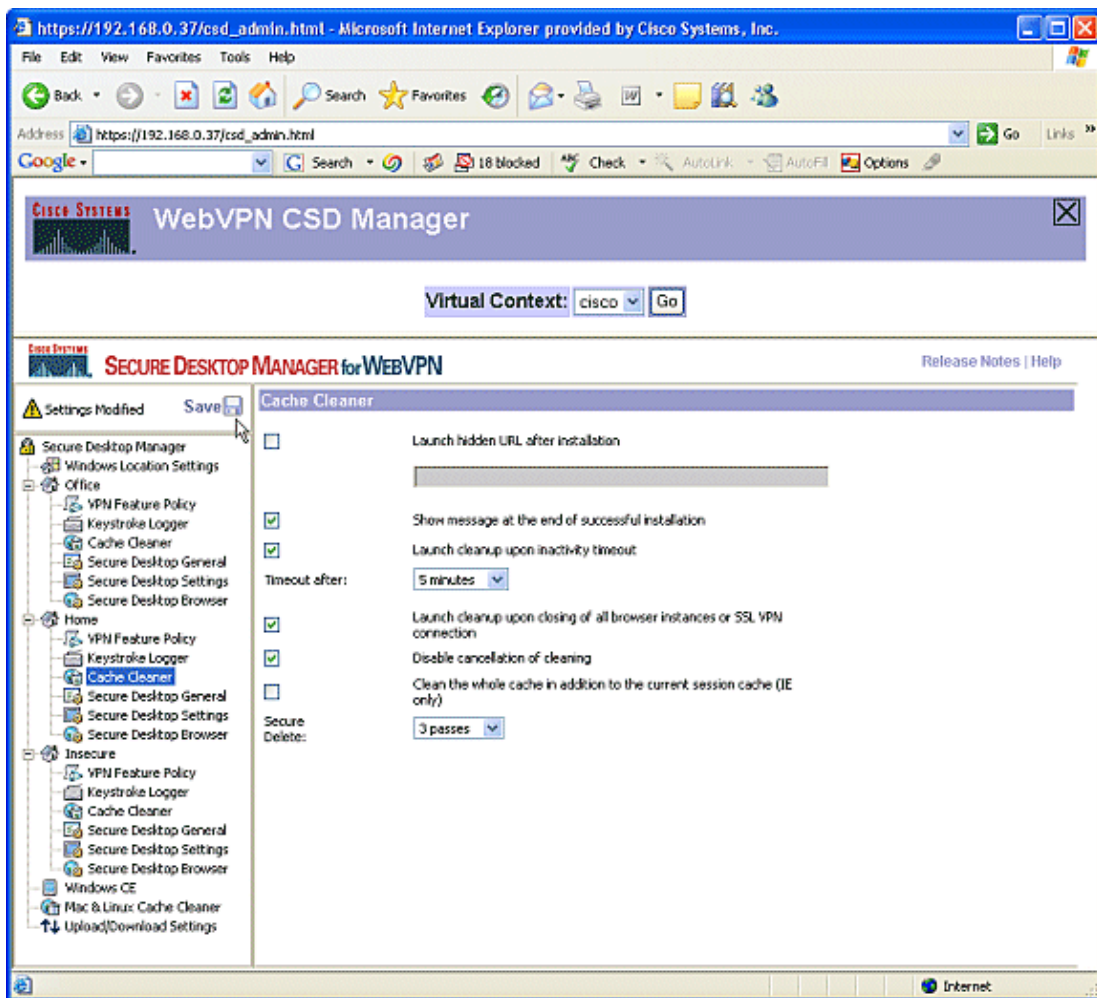 https://192.168.0.37/csd_admin.html - Microsoft Internet Explorer provided by Cisco Systems, Inc.
File Edit View Favorites Tools Help
Back Search Favorites
Address https://192.168.0.37/csd_admin.html Go Links »
Google Search 18 blocked ABC Check AutoLink AutoFill Options
CISCO SYSTEMS
WebVPN CSD Manager
Virtual Context: cisco Go
CISCO SYSTEMS
SECURE DESKTOP MANAGER for WEBVPN
Release Notes | Help
Settings Modified Save
Secure Desktop Manager
Windows Location Settings
Office
VPN Feature Policy
Keystroke Logger
Cache Cleaner
Secure Desktop General
Secure Desktop Settings
Secure Desktop Browser
Home
VPN Feature Policy
Keystroke Logger
Cache Cleaner
Secure Desktop General
Secure Desktop Settings
Secure Desktop Browser
Insecure
VPN Feature Policy
Keystroke Logger
Cache Cleaner
Secure Desktop General
Secure Desktop Settings
Secure Desktop Browser
Windows CE
Mac & Linux Cache Cleaner
Upload/Download Settings
Cache Cleaner
Launch hidden URL after installation
Show message at the end of successful installation
Launch cleanup upon inactivity timeout
Timeout after: 5 minutes
Launch cleanup upon closing of all browser instances or SSL VPN
connection
Disable cancellation of cleaning
Clean the whole cache in addition to the current session cache (IE
only)
Secure
Delete: 3 passes
Internet